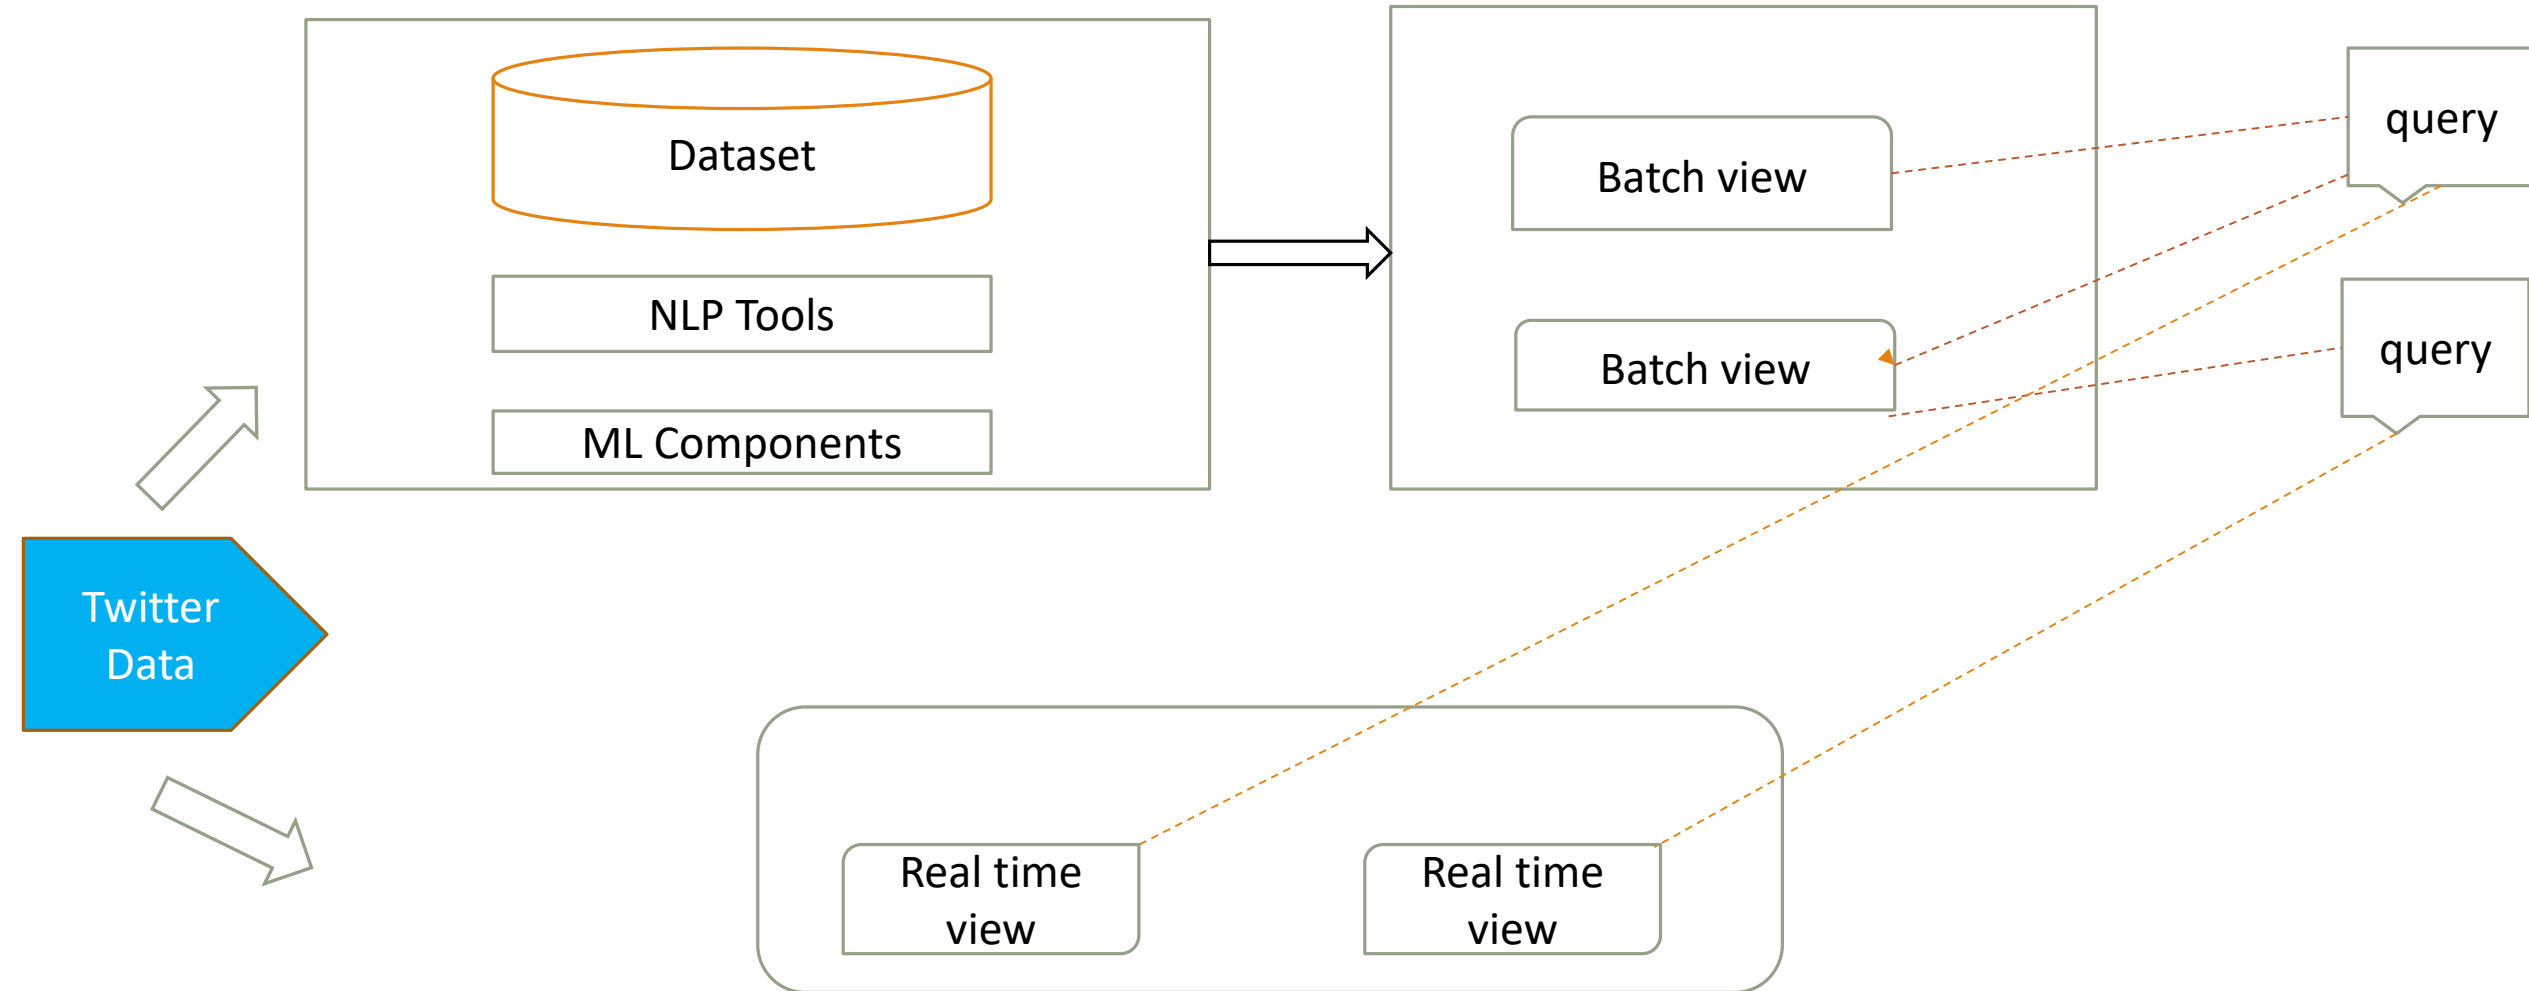 Dataset
NLP Tools
ML Components
Batch view
Batch view
query
query
Twitter
Data
Real time
view
Real time
view